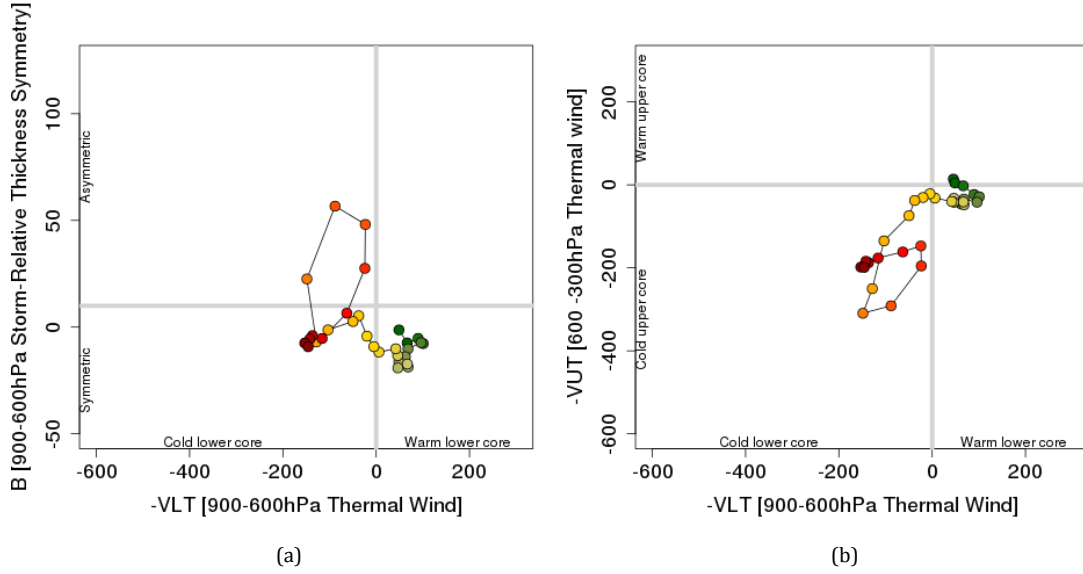 B [900-600hPa Storm-Relative Thickness Symmetry]
Asymmetric
Symmetric
100
50
0
-50
Cold lower core
Warm lower core
-600
-400
-200
0
200
-VLT [900-600hPa Thermal Wind]
(a)
-VUT [600 -300hPa Thermal wind]
Warm upper core
Cold upper core
200
0
-200
-400
-600
Cold lower core
Warm lower core
-600
-400
-200
0
200
-VLT [900-600hPa Thermal Wind]
(b)